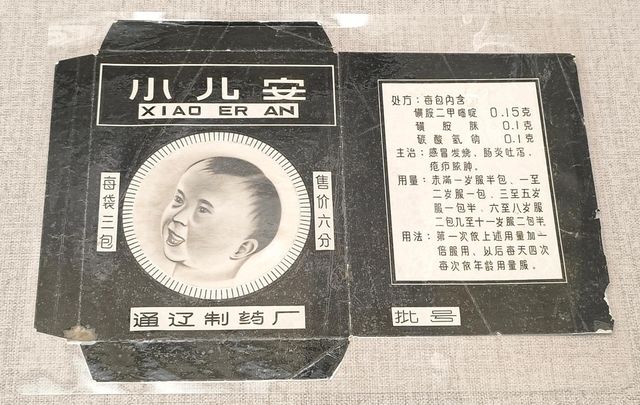 小儿安
XIAO ER AN
每袋三包
售价六分
通辽制药厂
处方：每包内含
磺胺二甲嘧啶 0.15克
磺胺脒 0.1克
碳酸氢钠 0.1克
主治：感冒发烧、肠炎吐泻、
疮疖脓肿。
用量：未满一岁服半包、一至
二岁服一包、三至五岁
服一包半、六至八岁服
二包九至十一岁服二包半
用法：第一次依上述用量加一
倍服用、以后每天四次
每次依年龄用量服。
批号